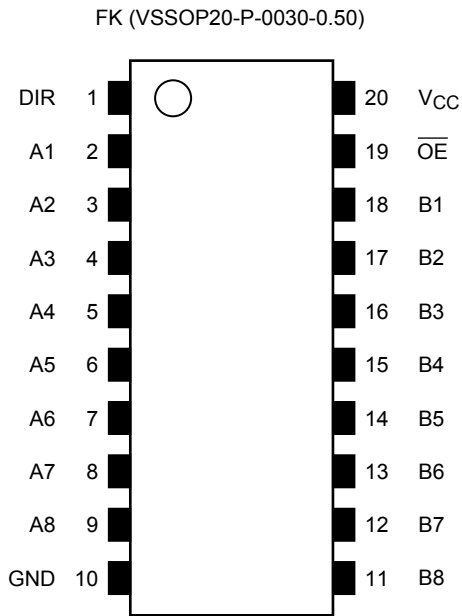 FK (VSSOP20-P-0030-0.50)
DIR 1 20 VCC
A1 2 19 O̅E̅
A2 3 18 B1
A3 4 17 B2
A4 5 16 B3
A5 6 15 B4
A6 7 14 B5
A7 8 13 B6
A8 9 12 B7
GND 10 11 B8